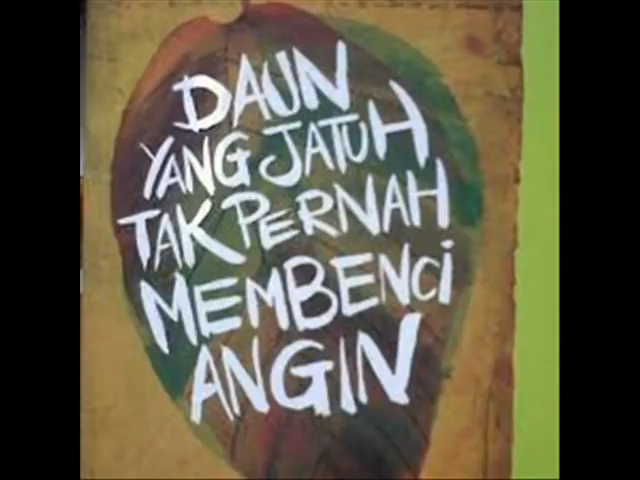 DAUN
YANG JATUH
TAK PERNAH
MEMBENCI
ANGIN